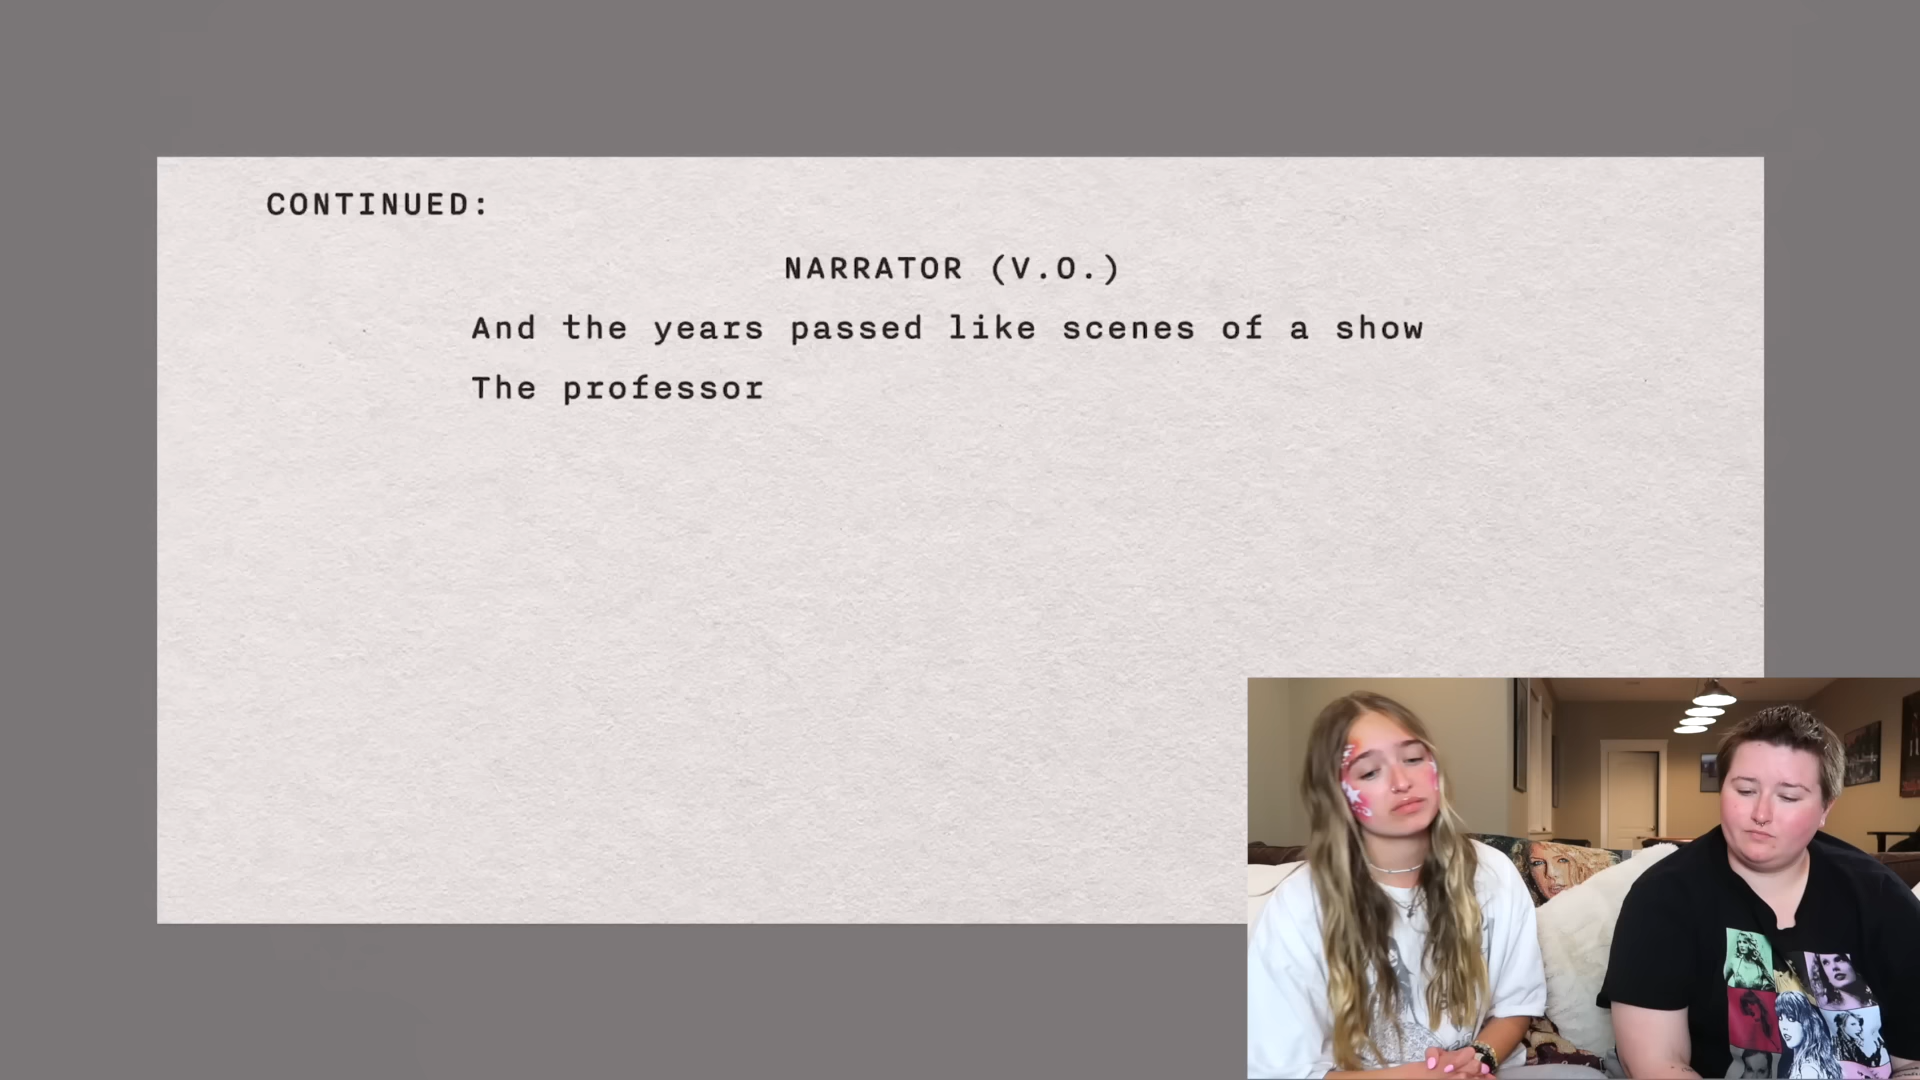 CONTINUED:
NARRATOR (V.O.)
And the years passed like scenes of a show
The professor